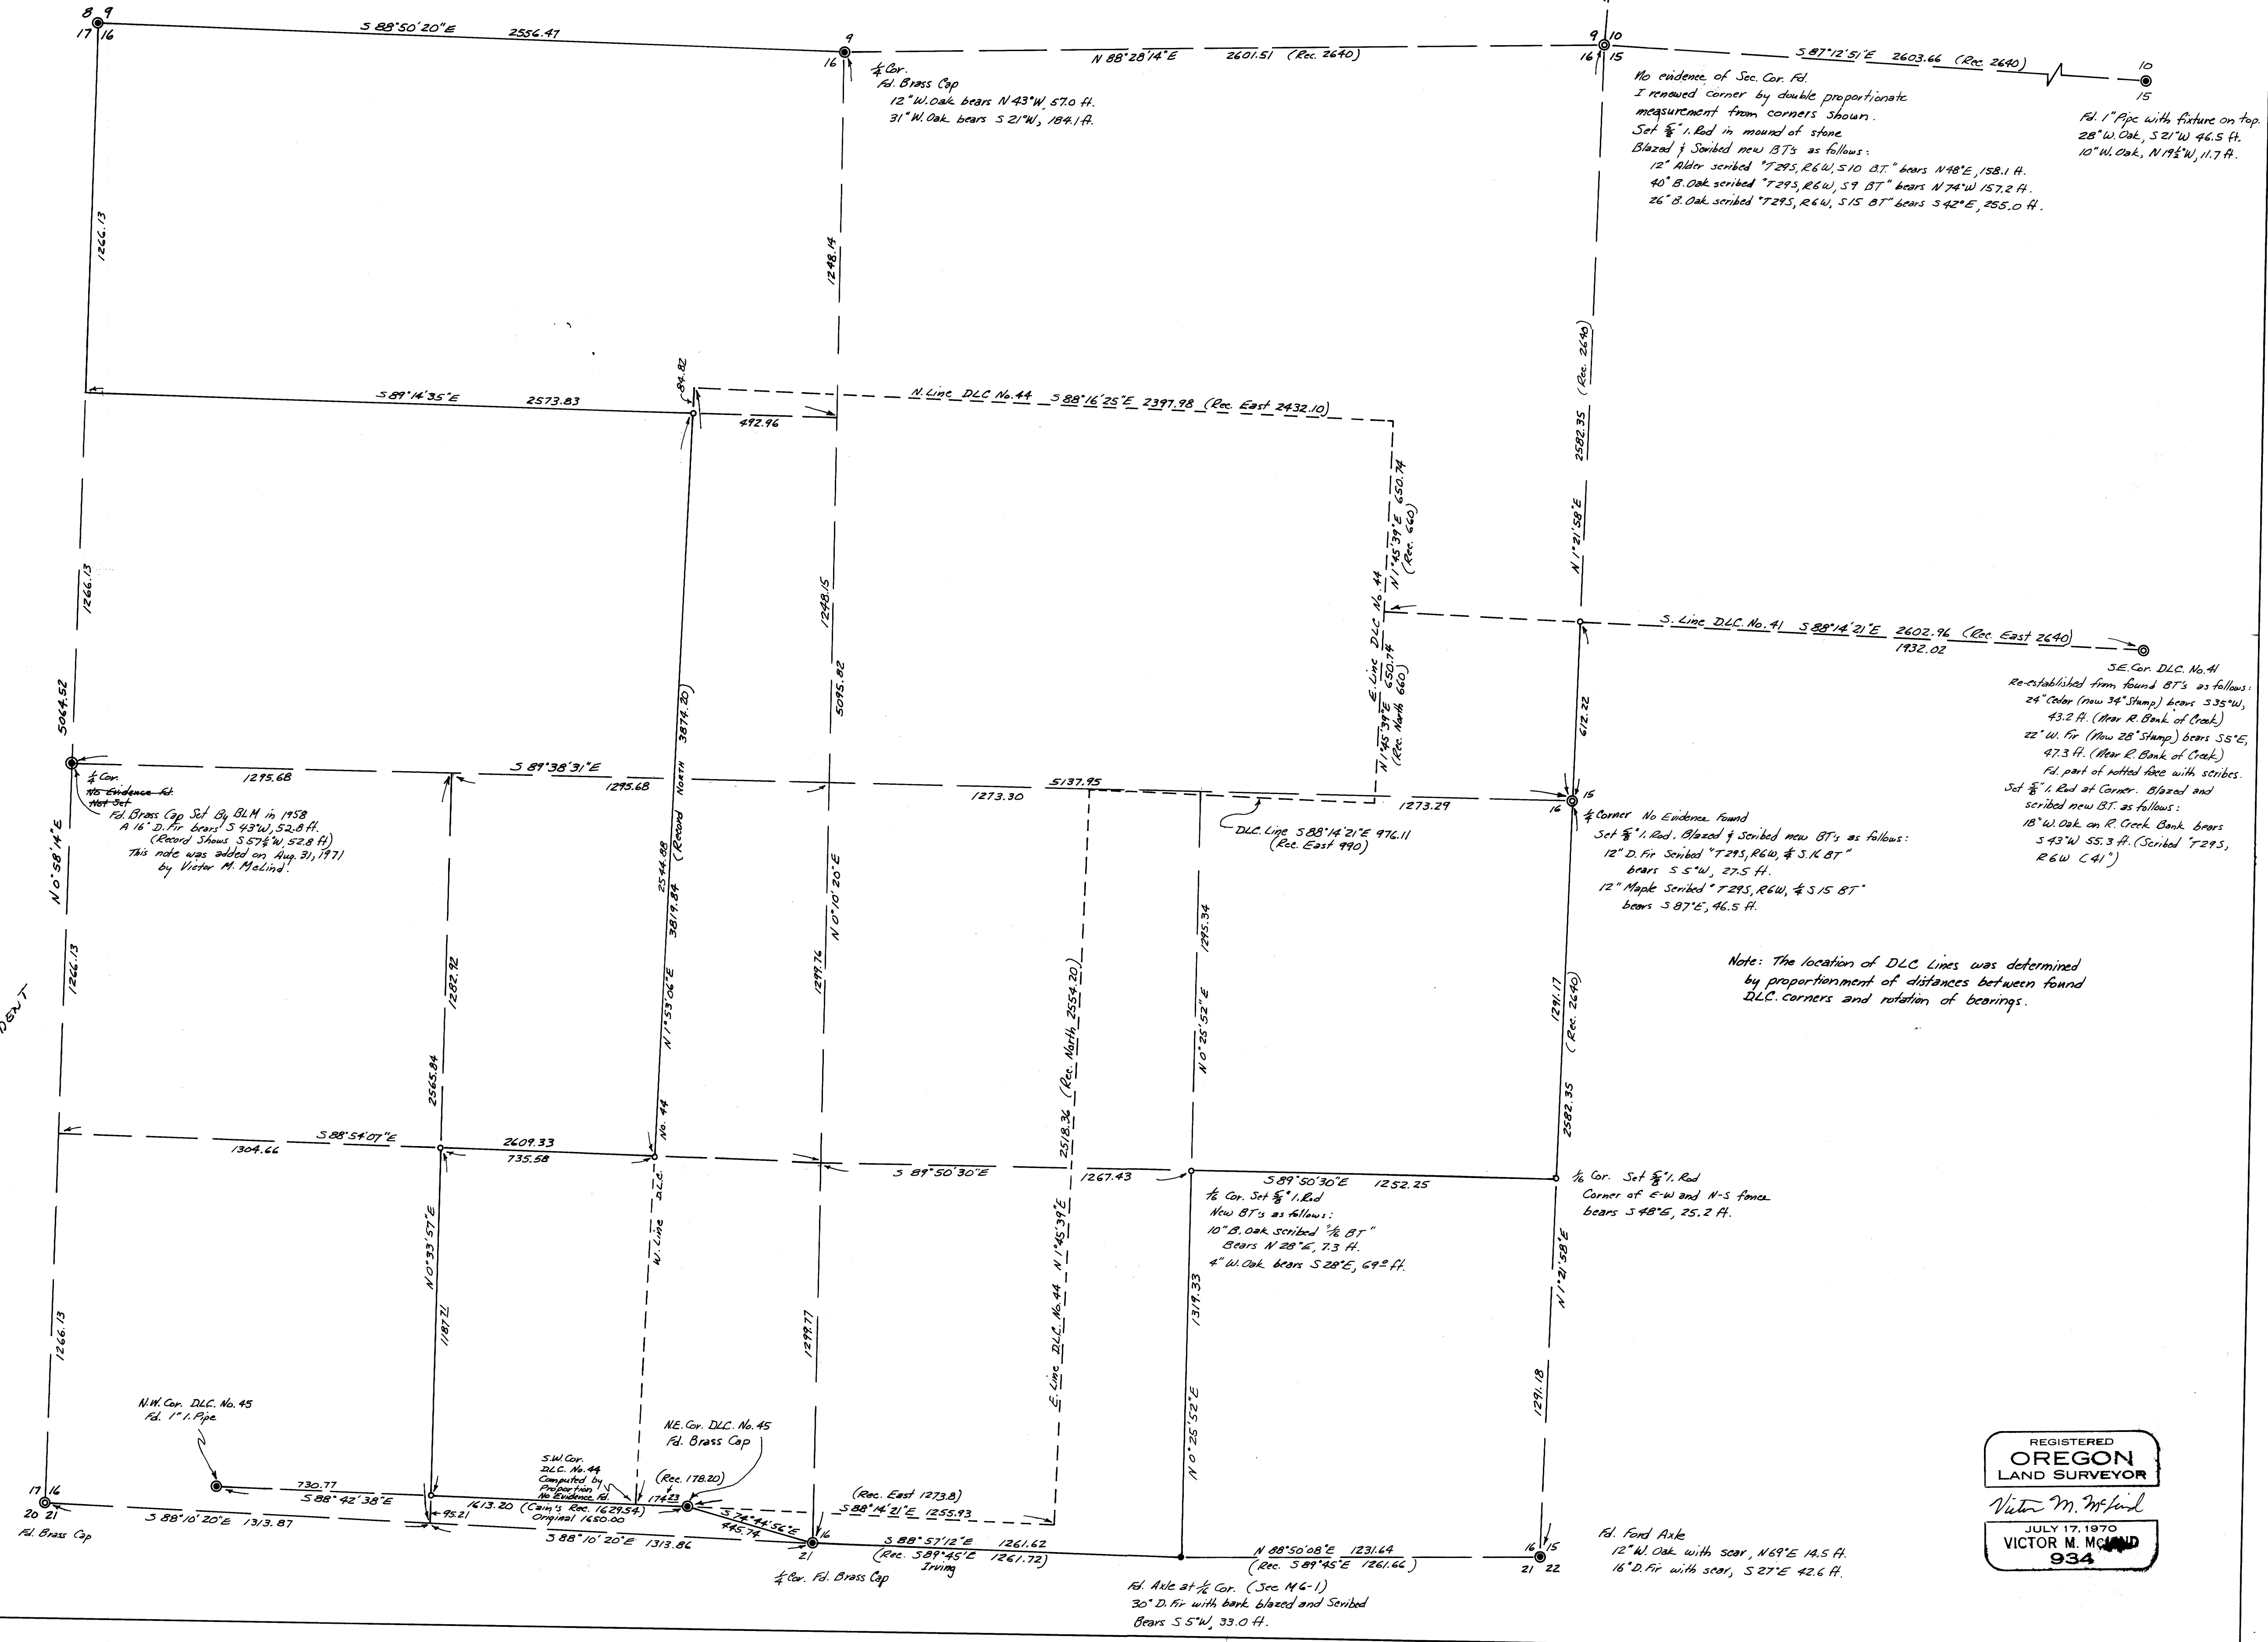 8 9
17 16
S 88°50'20"E 2556.47
9
16
N 88°28'14"E 2601.51 (Rec. 2640)
9 10
16 15
S 87°12'51"E 2603.66 (Rec. 2640)
10
15
¼ Cor.
Fd. Brass Cap
12" W. Oak bears N 43°W, 57.0 ft.
31" W. Oak bears S 21°W, 184.1 ft.
No evidence of Sec. Cor. Fd.
I renewed corner by double proportionate
measurement from corners shown.
Set ⅝" I. Rod in mound of stone
Blazed & Scribed new BT's as follows:
12" Alder scribed "T29S, R6W, S10 BT." bears N48°E, 158.1 ft.
40" B. Oak scribed "T29S, R6W, S9 BT" bears N 74°W 157.2 ft.
26" B. Oak scribed "T29S, R6W, S15 BT" bears S 42°E, 255.0 ft.
Fd. 1" Pipe with fixture on top.
28" W. Oak, S 21°W 46.5 ft.
10" W. Oak, N 19½°W, 11.7 ft.
1266.13
1248.14
2582.35 (Rec. 2640)
N 1°21'58"E
S 89°14'35"E 2573.83
84.82
492.96
N. Line DLC No. 44 S 88°16'25"E 2397.98 (Rec. East 2432.10)
N 1°45'39"E 650.74
(Rec. 660)
1266.13
1248.15
E. Line DLC No. 44
N 1°45'39"E 650.74
(Rec. North 660)
S. Line D.L.C. No. 41 S 88°14'21"E 2602.96 (Rec. East 2640)
1932.02
612.22
S.E. Cor. DLC. No. 41
Re-established from found BT's as follows:
24" Cedar (now 34" Stump) bears S 35°W,
43.2 ft. (Near R. Bank of Creek)
22" W. Fir (Now 28" Stump) bears S 5°E,
47.3 ft. (Near R. Bank of Creek)
Fd. part of rotted face with scribes.
Set ⅝" I. Rod at Corner. Blazed and
scribed new B.T. as follows:
18" W. Oak on R. Creek Bank bears
S 43°W 55.3 ft. (Scribed "T29S,
R6W C41")
5064.52
N 0°58'14"E
5095.82
N 0°10'20"E
2544.88
N 1°53'06"E 3819.84 (Record NORTH 3874.20)
¼ Cor.
No Evidence Fd.
Not Set
Fd. Brass Cap Set By BLM in 1958
A 16" D. Fir bears S 43°W, 52.8 ft.
(Record Shows S 57½°W, 52.8 ft)
This note was added on Aug. 31, 1971
by Victor M. McLind.
1295.68
S 89°38'31"E
1295.68
5137.95
1273.30
1273.29
DLC. Line S 88°14'21"E 976.11
(Rec. East 990)
15
16
¼ Corner No Evidence Found
Set ⅝" I. Rod. Blazed & Scribed new BT's as follows:
12" D. Fir Scribed "T29S, R6W, ¼ S.16 BT"
bears S 5°W, 27.5 ft.
12" Maple Scribed "T29S, R6W, ¼ S15 BT"
bears S 87°E, 46.5 ft.
Note: The location of DLC Lines was determined
by proportionment of distances between found
DLC. corners and rotation of bearings.
DENT
1266.13
1282.92
2565.84
1299.76
2518.36 (Rec. North 2554.20)
1295.34
N 0°25'52"E
1291.17
2582.35 (Rec. 2640)
S 88°54'07"E
1304.66
2609.33
735.58
No. 44
S 89°50'30"E
1267.43
S 89°50'30"E 1252.25
1/16 Cor. Set ⅝" I. Rod
New BT's as follows:
10" B. Oak scribed "1/16 BT"
Bears N 28°E, 7.3 ft.
4" W. Oak bears S 28°E, 69.0 ft.
1/16 Cor. Set ⅝" I. Rod
Corner of E-W and N-S fence
bears S 48°E, 25.2 ft.
1266.13
N 0°33'57"E
1187.71
W. Line DLC.
1299.77
E. Line DLC. No. 44 N 1°45'39"E
1319.33
N 0°25'52"E
N 1°21'58"E
1291.18
N.W. Cor. DLC. No. 45
Fd. 1" I. Pipe
S.W. Cor.
DLC. No. 44
Computed by
Proportion
No Evidence Fd.
N.E. Cor. DLC. No. 45
Fd. Brass Cap
(Rec. 178.20)
174.23
730.77
S 88°42'38"E
1613.20 (Cain's Rec. 1629.54)
Original 1650.00
95.21
S 74°44'56"E
445.74
(Rec. East 1273.8)
S 88°14'21"E 1255.93
17 16
20 21
Fd. Brass Cap
S 88°10'20"E 1313.87
S 88°10'20"E 1313.86
16
21
¼ Cor. Fd. Brass Cap
S 88°57'12"E 1261.62
(Rec. S 89°45'E 1261.72)
Irving
N 88°50'08"E 1231.64
(Rec. S 89°45'E 1261.66)
Fd. Axle at 1/16 Cor. (See M6-1)
30" D. Fir with bark blazed and Scribed
Bears S 5°W, 33.0 ft.
16 15
21 22
Fd. Ford Axle
12" W. Oak with scar, N 69°E 14.5 ft.
16" D. Fir with scar, S 27°E 42.6 ft.
REGISTERED
OREGON
LAND SURVEYOR
Victor M. McLind
JULY 17, 1970
VICTOR M. McLIND
934